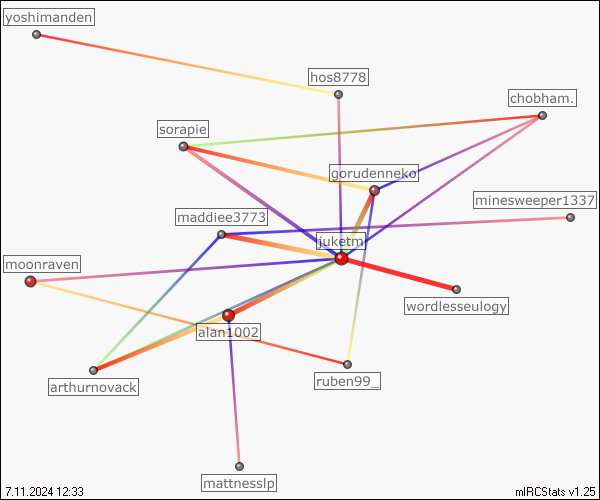 yoshimanden
hos8778
chobham.
sorapie
gorudenneko
minesweeper1337
maddiee3773
juketm
moonraven
wordlesseulogy
alan1002
arthurnovack
ruben99_
mattnesslp
7.11.2024 12:33
mIRCStats v1.25